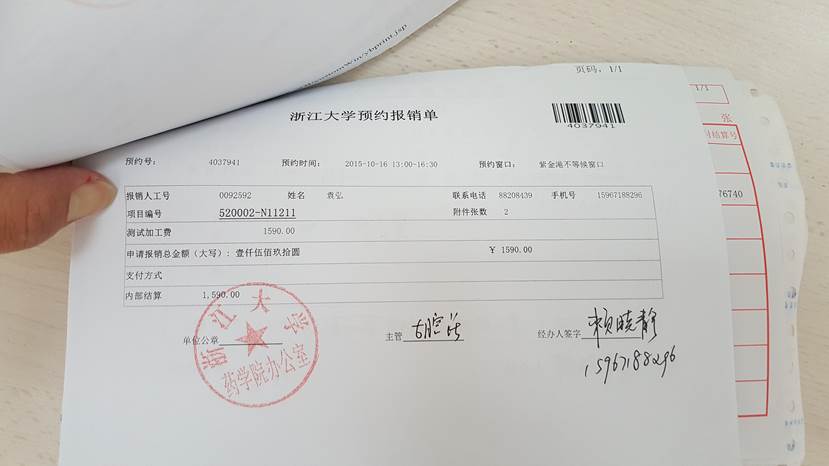 nsoomWin/ybprint.jsp
页码: 1/1
1/1
浙江大学预约报销单
4037941
张
结算号
预约号: 4037941 预约时间: 2015-10-16 13:00-16:30 预约窗口: 紫金港不等候窗口
报销人工号 0092592 姓名 袁弘 联系电话 88208439 手机号 15967188296
76740
项目编号 520002-N11211 附件张数 2
测试加工费 1590.00
申请报销总金额(大写): 壹仟伍佰玖拾圆 ¥ 1590.00
支付方式
内部结算 1,590.00
浙江大学
药学院办公室
单位公章 主管 经办人签字 赖晓静
15967188296